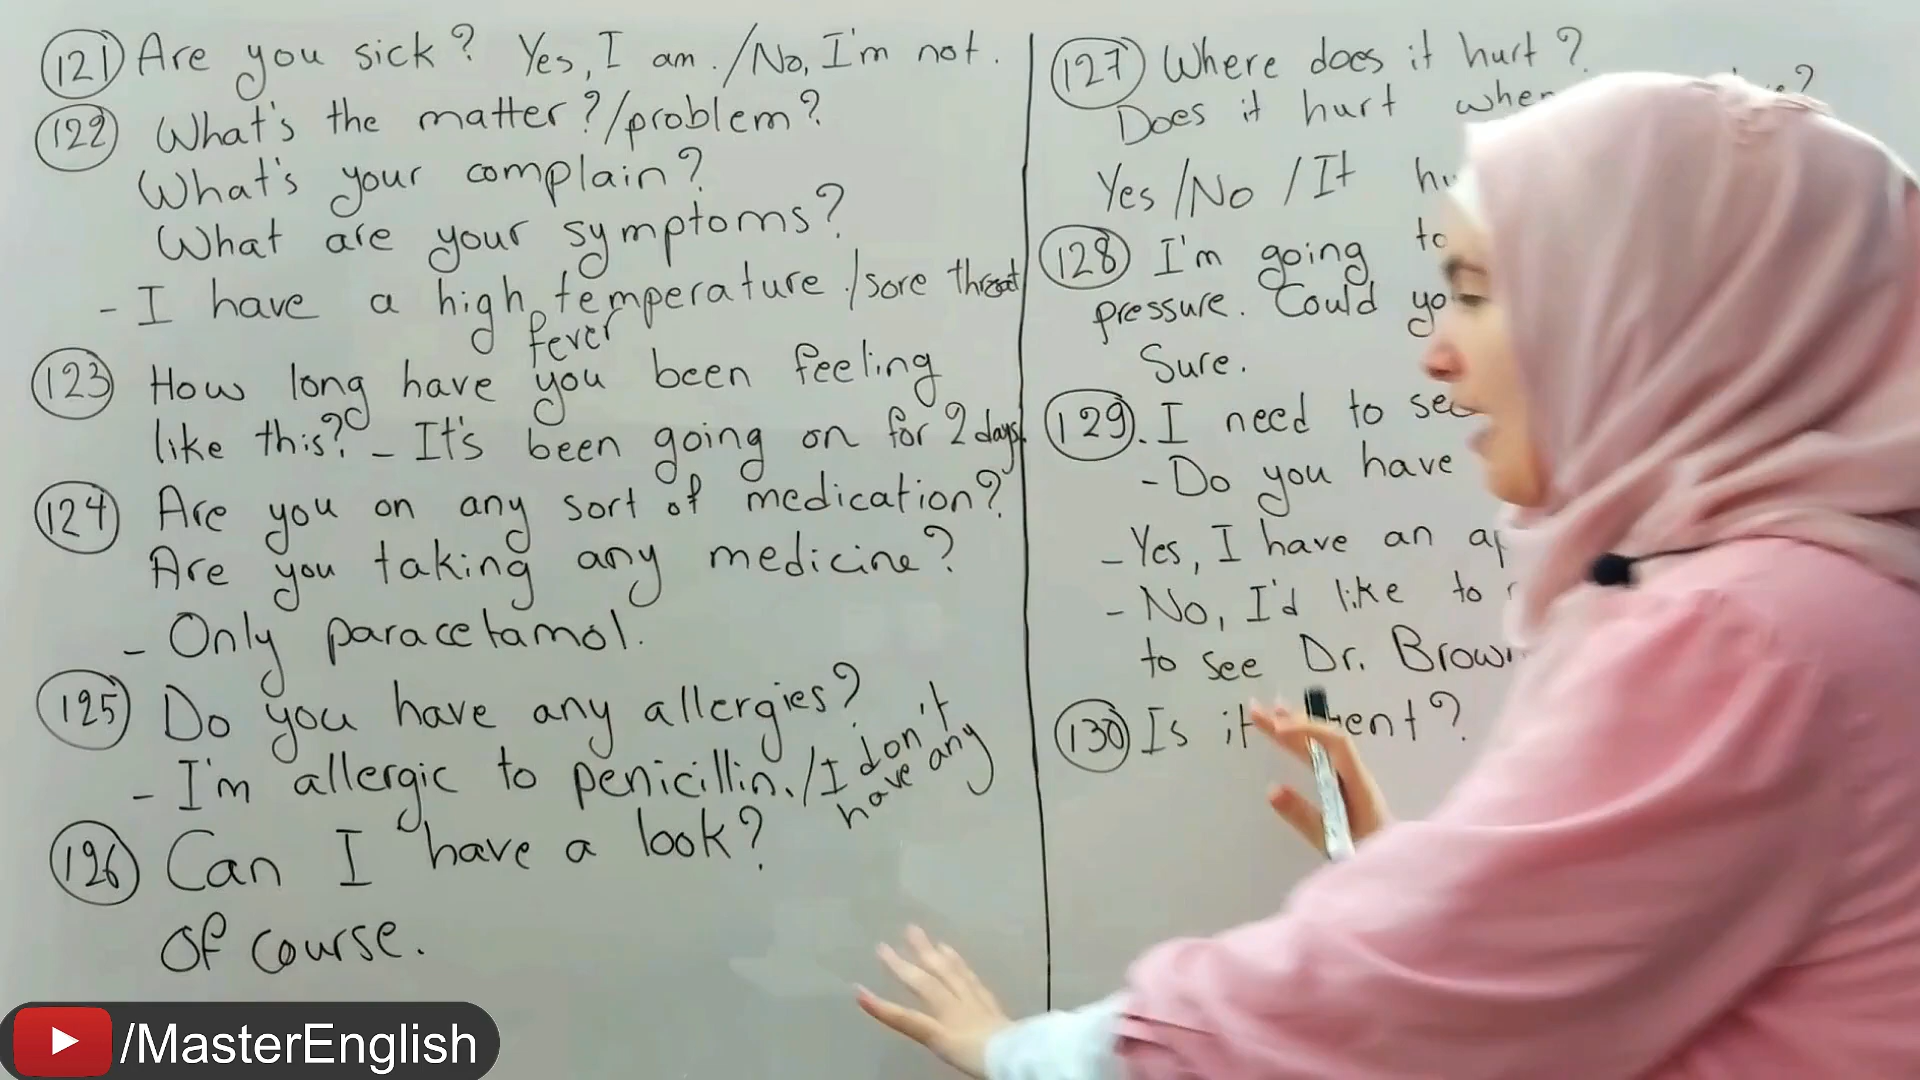 121 Are you sick? Yes, I am. /No, I'm not.
122 What's the matter?/problem?
What's your complain?
What are your symptoms?
- I have a high temperature./sore throat
fever
123 How long have you been feeling
like this? - It's been going on for 2 days.
124 Are you on any sort of medication?
Are you taking any medicine?
- Only paracetamol.
125 Do you have any allergies?
- I'm allergic to penicillin./I don't
have any
126 Can I have a look?
Of course.
127 Where does it hurt?
Does it hurt
Yes /No /It
128 I'm going to
pressure. Could
Sure.
129. I need to see
- Do you have
- Yes, I have an
- No, I'd like to
to see Dr. Brown
130 Is it
/MasterEnglish